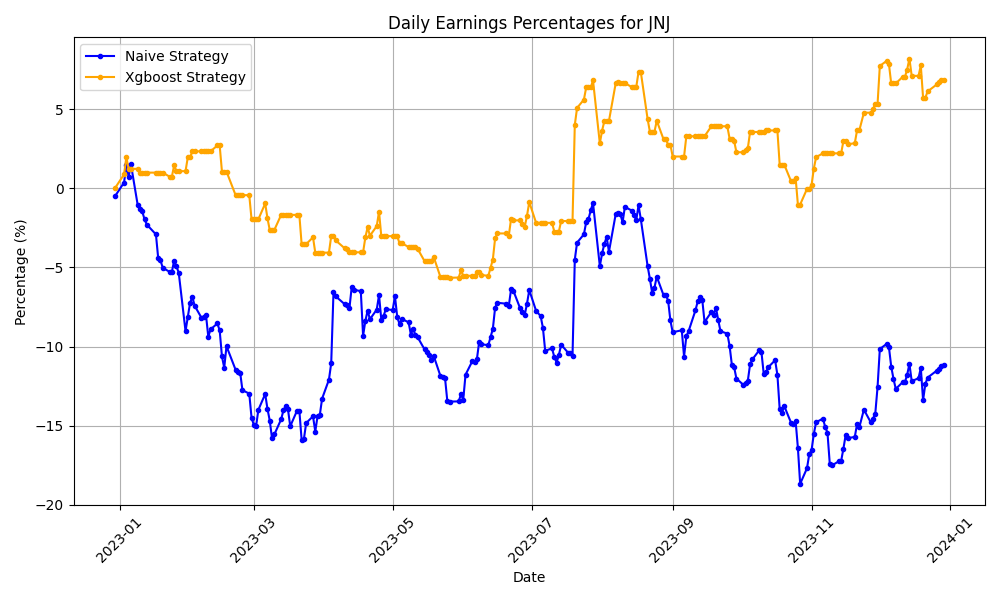 Daily Earnings Percentages for JNJ
Naive Strategy
Xgboost Strategy
Percentage (%)
5
0
−5
−10
−15
−20
2023-01
2023-03
2023-05
2023-07
2023-09
2023-11
2024-01
Date